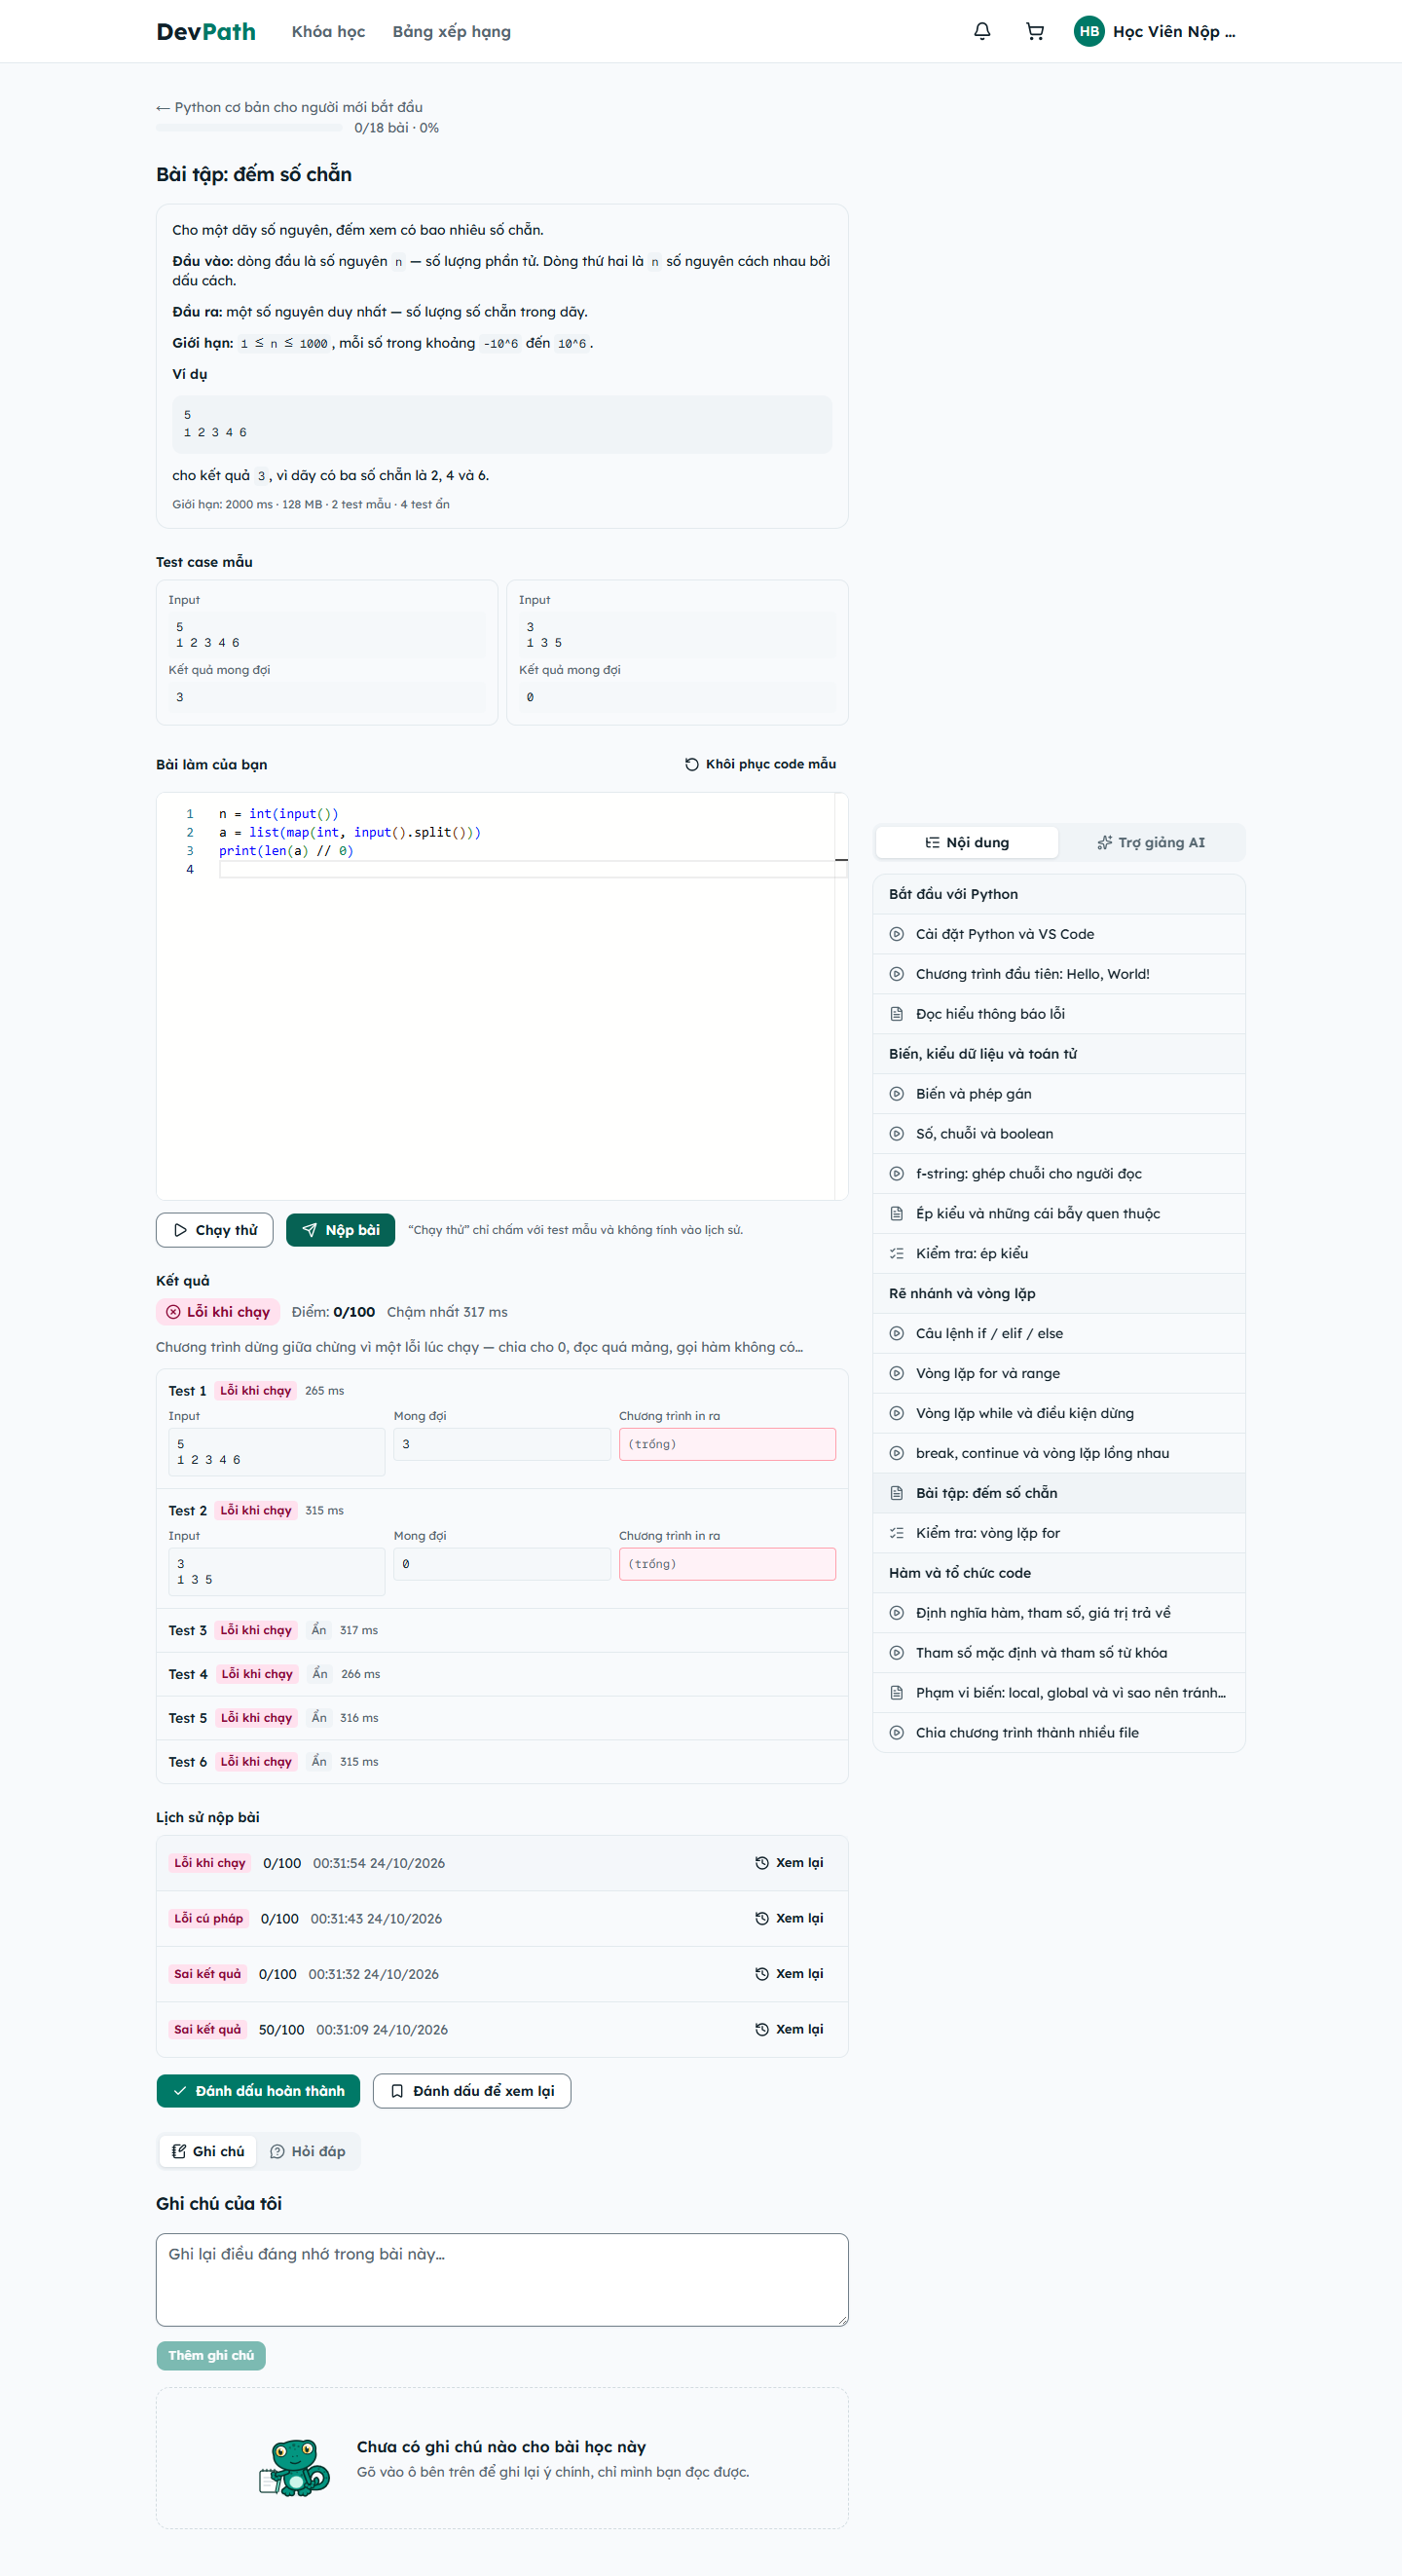 DevPath
Khóa học
Bảng xếp hạng
HB
Học Viên Nộp ...
← Python cơ bản cho người mới bắt đầu
0/18 bài · 0%
Bài tập: đếm số chẵn
Cho một dãy số nguyên, đếm xem có bao nhiêu số chẵn.
Đầu vào: dòng đầu là số nguyên n — số lượng phần tử. Dòng thứ hai là n số nguyên cách nhau bởi
dấu cách.
Đầu ra: một số nguyên duy nhất — số lượng số chẵn trong dãy.
Giới hạn: 1 ≤ n ≤ 1000, mỗi số trong khoảng -10^6 đến 10^6.
Ví dụ
5
1 2 3 4 6
cho kết quả 3, vì dãy có ba số chẵn là 2, 4 và 6.
Giới hạn: 2000 ms · 128 MB · 2 test mẫu · 4 test ẩn
Test case mẫu
Input
5
1 2 3 4 6
Kết quả mong đợi
3
Input
3
1 3 5
Kết quả mong đợi
0
Bài làm của bạn
Khôi phục code mẫu
1 n = int(input())
2 a = list(map(int, input().split()))
3 print(len(a) // 0)
4
Chạy thử
Nộp bài
“Chạy thử” chỉ chấm với test mẫu và không tính vào lịch sử.
Kết quả
Lỗi khi chạy
Điểm: 0/100
Chậm nhất 317 ms
Chương trình dừng giữa chừng vì một lỗi lúc chạy — chia cho 0, đọc quá mảng, gọi hàm không có…
Test 1 Lỗi khi chạy 265 ms
Input
5
1 2 3 4 6
Mong đợi
3
Chương trình in ra
(trống)
Test 2 Lỗi khi chạy 315 ms
Input
3
1 3 5
Mong đợi
0
Chương trình in ra
(trống)
Test 3 Lỗi khi chạy Ẩn 317 ms
Test 4 Lỗi khi chạy Ẩn 266 ms
Test 5 Lỗi khi chạy Ẩn 316 ms
Test 6 Lỗi khi chạy Ẩn 315 ms
Lịch sử nộp bài
Lỗi khi chạy 0/100 00:31:54 24/10/2026 Xem lại
Lỗi cú pháp 0/100 00:31:43 24/10/2026 Xem lại
Sai kết quả 0/100 00:31:32 24/10/2026 Xem lại
Sai kết quả 50/100 00:31:09 24/10/2026 Xem lại
Đánh dấu hoàn thành
Đánh dấu để xem lại
Ghi chú
Hỏi đáp
Ghi chú của tôi
Ghi lại điều đáng nhớ trong bài này…
Thêm ghi chú
Chưa có ghi chú nào cho bài học này
Gõ vào ô bên trên để ghi lại ý chính, chỉ mình bạn đọc được.
Nội dung
Trợ giảng AI
Bắt đầu với Python
Cài đặt Python và VS Code
Chương trình đầu tiên: Hello, World!
Đọc hiểu thông báo lỗi
Biến, kiểu dữ liệu và toán tử
Biến và phép gán
Số, chuỗi và boolean
f-string: ghép chuỗi cho người đọc
Ép kiểu và những cái bẫy quen thuộc
Kiểm tra: ép kiểu
Rẽ nhánh và vòng lặp
Câu lệnh if / elif / else
Vòng lặp for và range
Vòng lặp while và điều kiện dừng
break, continue và vòng lặp lồng nhau
Bài tập: đếm số chẵn
Kiểm tra: vòng lặp for
Hàm và tổ chức code
Định nghĩa hàm, tham số, giá trị trả về
Tham số mặc định và tham số từ khóa
Phạm vi biến: local, global và vì sao nên tránh...
Chia chương trình thành nhiều file